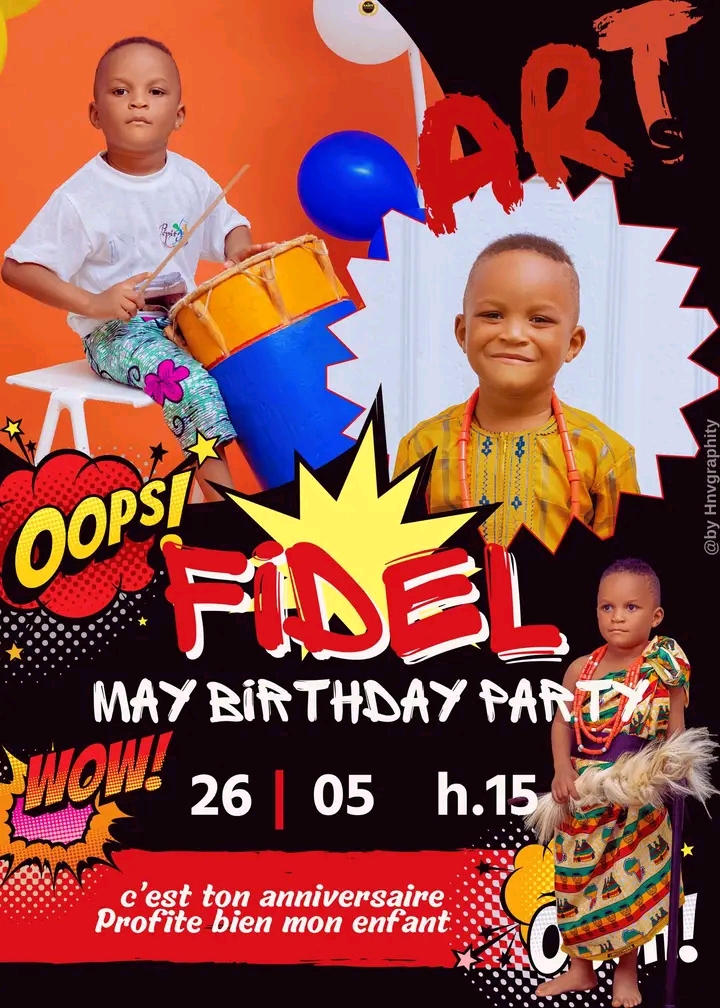 ARTS
OOPS!
FiDEL
MAY BiRTHDAY PARTY
WOW!
26 | 05 h.15
c'est ton anniversaire
Profite bien mon enfant
@by Hnvgraphity